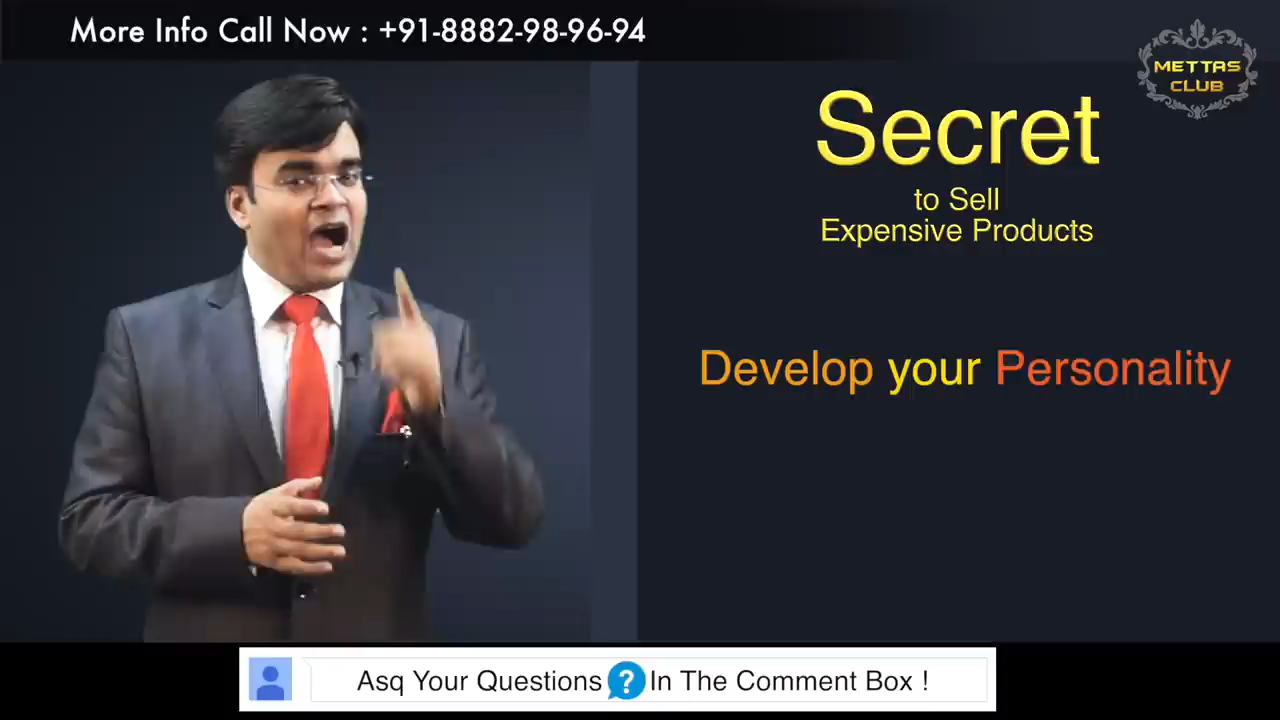 More Info Call Now : +91-8882-98-96-94
METTAS
CLUB
Secret
to Sell
Expensive Products
Develop your Personality
Asq Your Questions ? In The Comment Box !